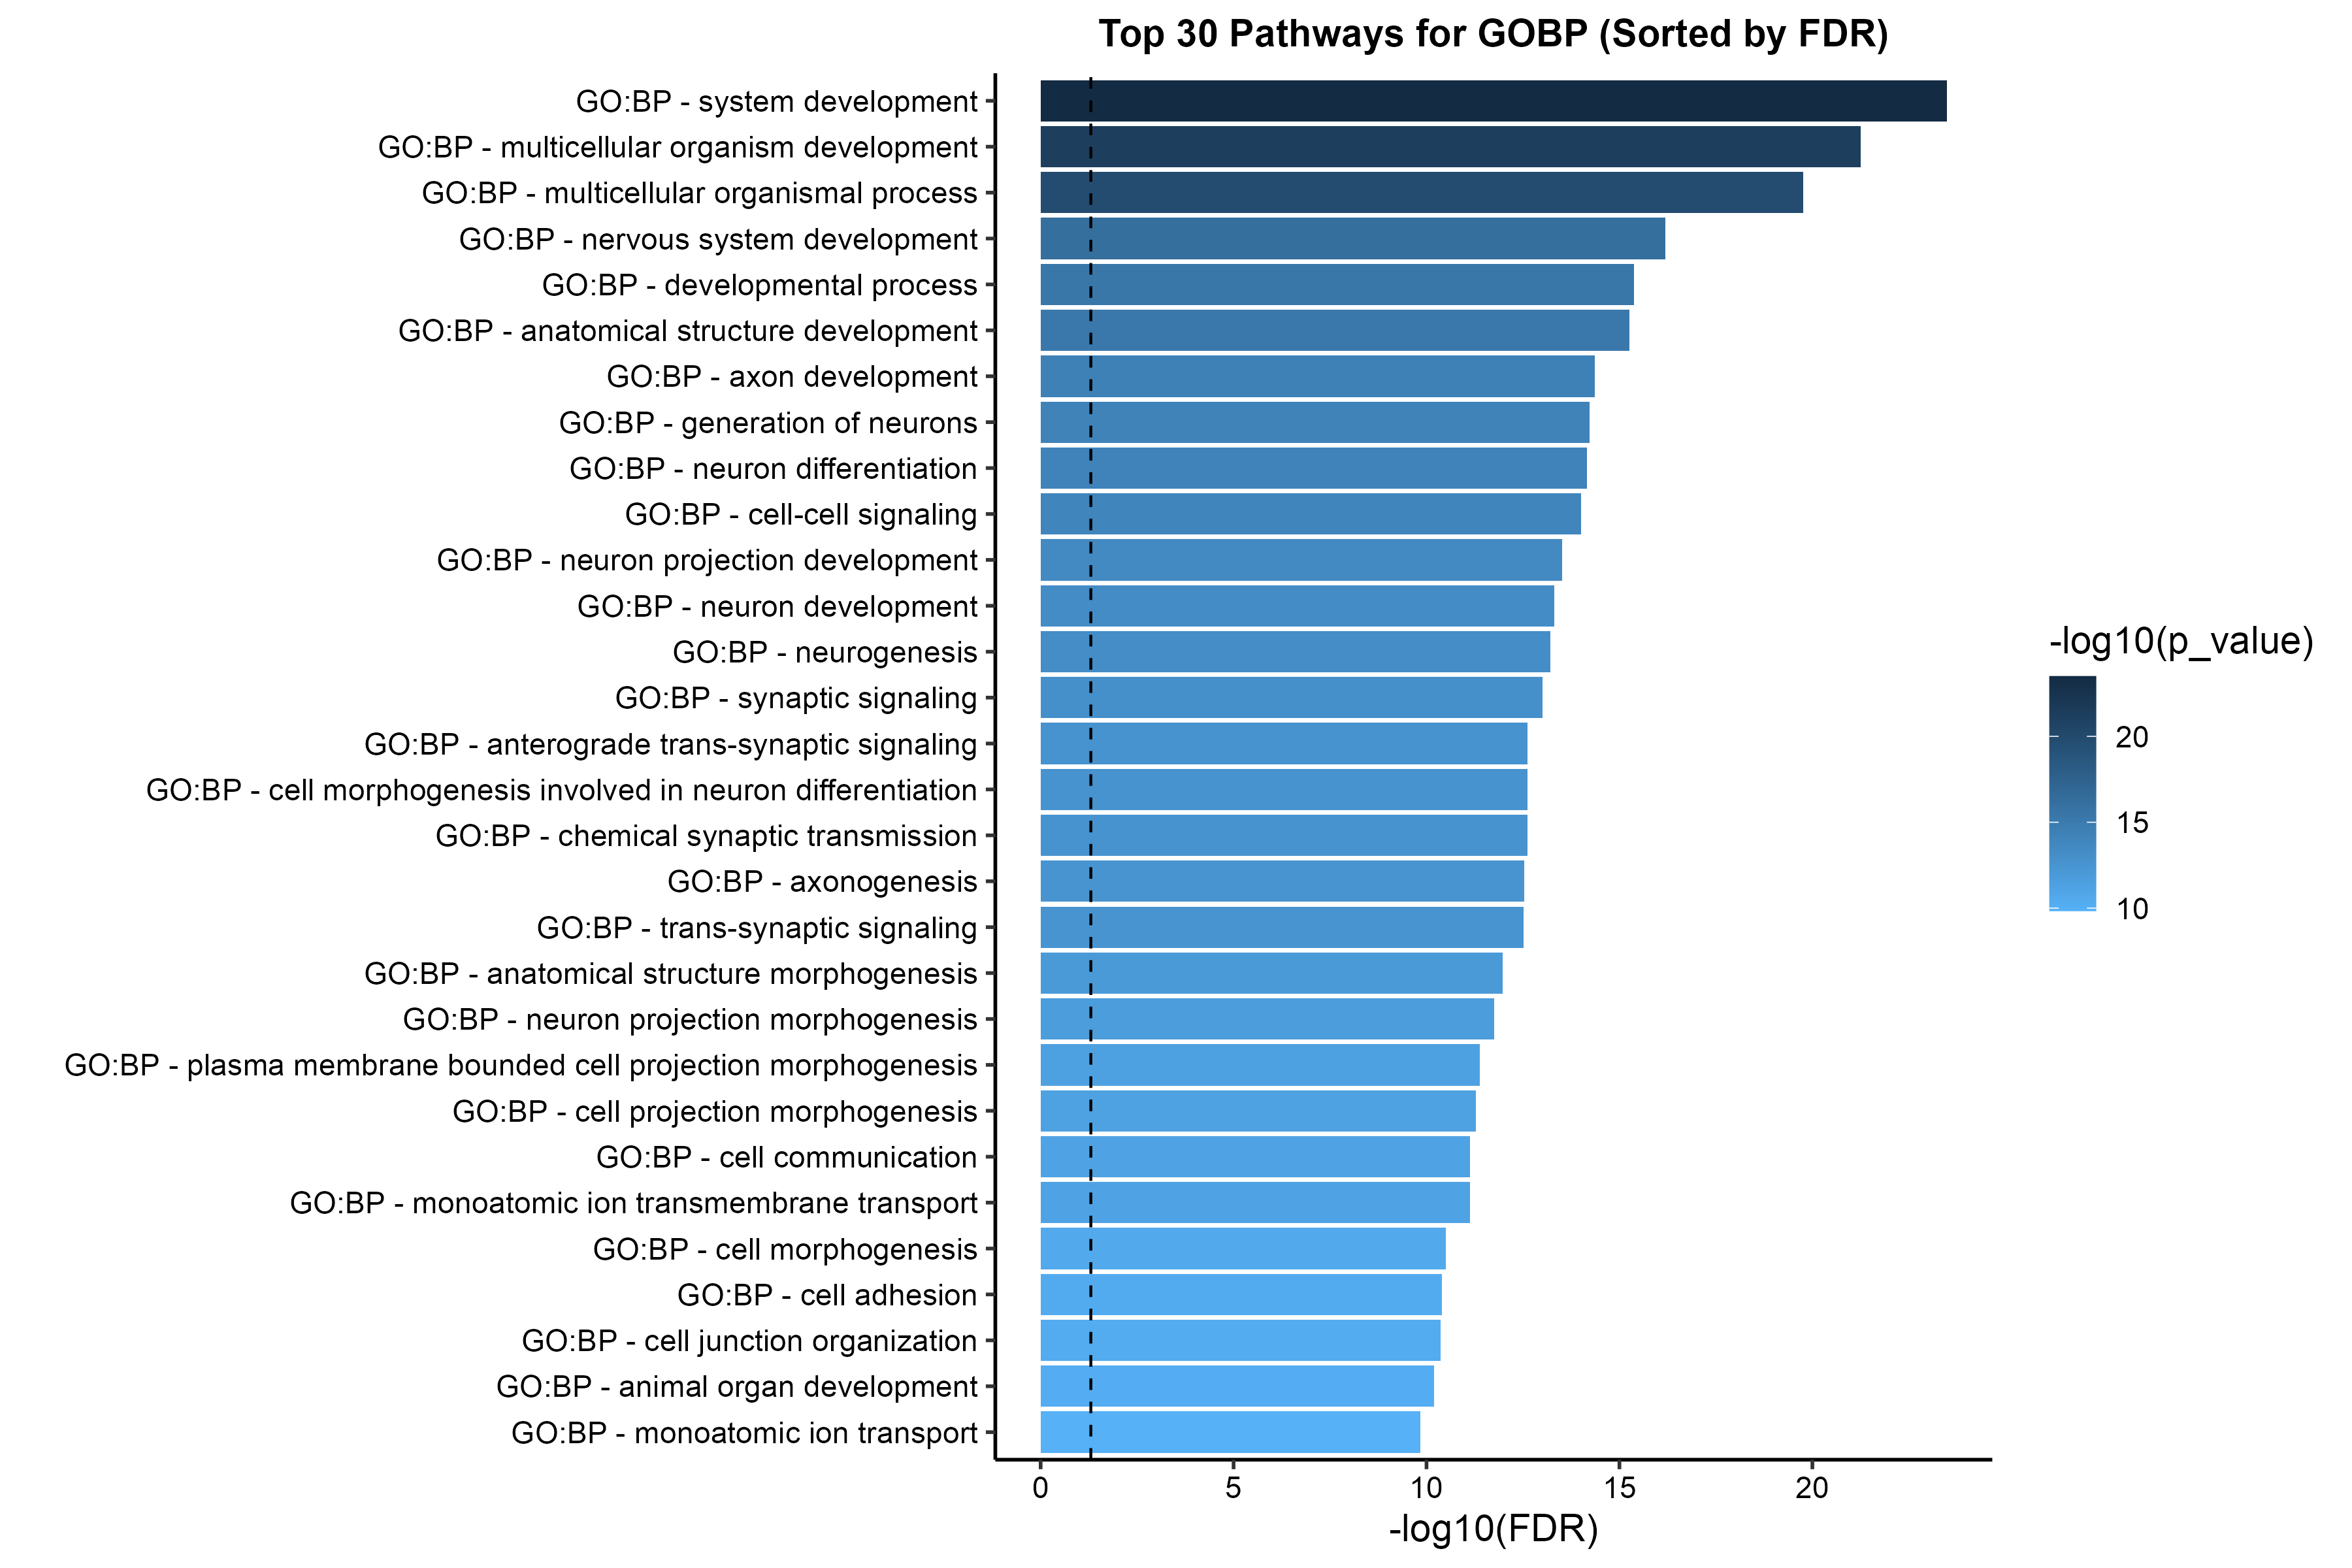 Top 30 Pathways for GOBP (Sorted by FDR)
GO:BP - system development
GO:BP - multicellular organism development
GO:BP - multicellular organismal process
GO:BP - nervous system development
GO:BP - developmental process
GO:BP - anatomical structure development
GO:BP - axon development
GO:BP - generation of neurons
GO:BP - neuron differentiation
GO:BP - cell-cell signaling
GO:BP - neuron projection development
GO:BP - neuron development
GO:BP - neurogenesis
GO:BP - synaptic signaling
GO:BP - anterograde trans-synaptic signaling
GO:BP - cell morphogenesis involved in neuron differentiation
GO:BP - chemical synaptic transmission
GO:BP - axonogenesis
GO:BP - trans-synaptic signaling
GO:BP - anatomical structure morphogenesis
GO:BP - neuron projection morphogenesis
GO:BP - plasma membrane bounded cell projection morphogenesis
GO:BP - cell projection morphogenesis
GO:BP - cell communication
GO:BP - monoatomic ion transmembrane transport
GO:BP - cell morphogenesis
GO:BP - cell adhesion
GO:BP - cell junction organization
GO:BP - animal organ development
GO:BP - monoatomic ion transport
0 5 10 15 20
-log10(FDR)
-log10(p_value)
20
15
10